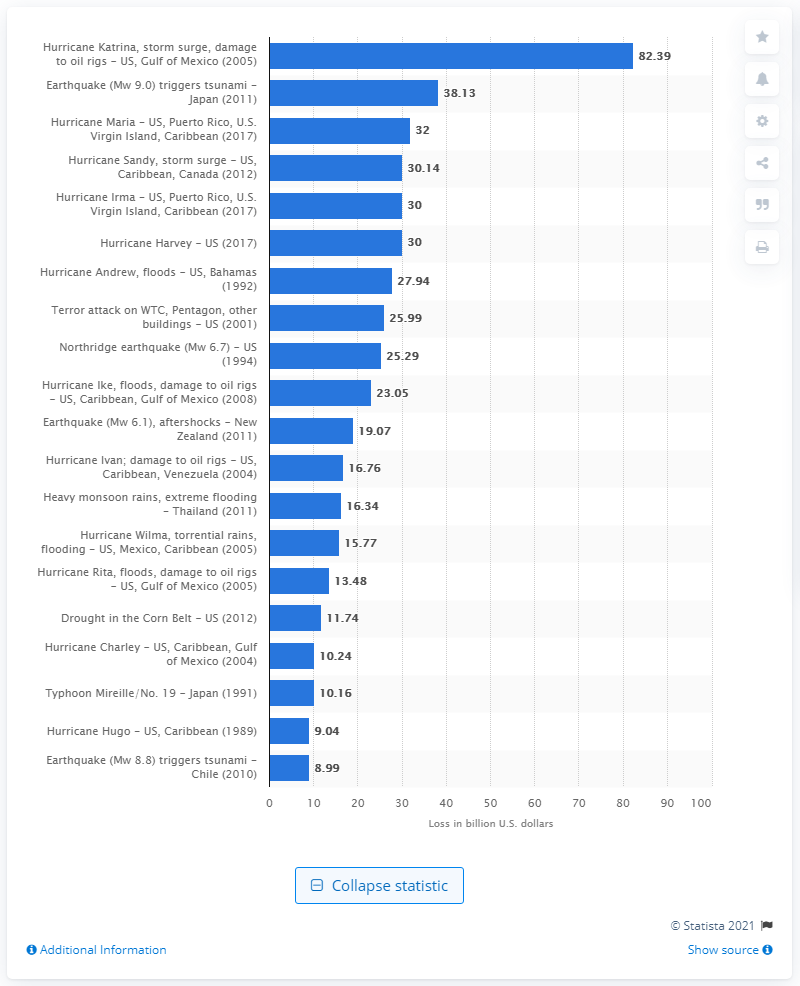 Hurricane Katrina, storm surge, damage
to oil rigs – US, Gulf of Mexico (2005)
82.39
Earthquake (Mw 9.0) triggers tsunami –
Japan (2011)
38.13
Hurricane Maria – US, Puerto Rico, U.S.
Virgin Island, Caribbean (2017)
32
Hurricane Sandy, storm surge – US,
Caribbean, Canada (2012)
30.14
Hurricane Irma – US, Puerto Rico, U.S.
Virgin Island, Caribbean (2017)
30
Hurricane Harvey – US (2017)
30
Hurricane Andrew, floods – US, Bahamas
(1992)
27.94
Terror attack on WTC, Pentagon, other
buildings – US (2001)
25.99
Northridge earthquake (Mw 6.7) – US
(1994)
25.29
Hurricane Ike, floods, damage to oil rigs
– US, Caribbean, Gulf of Mexico (2008)
23.05
Earthquake (Mw 6.1), aftershocks – New
Zealand (2011)
19.07
Hurricane Ivan; damage to oil rigs – US,
Caribbean, Venezuela (2004)
16.76
Heavy monsoon rains, extreme flooding
– Thailand (2011)
16.34
Hurricane Wilma, torrential rains,
flooding – US, Mexico, Caribbean (2005)
15.77
Hurricane Rita, floods, damage to oil rigs
– US, Gulf of Mexico (2005)
13.48
Drought in the Corn Belt – US (2012)
11.74
Hurricane Charley – US, Caribbean, Gulf
of Mexico (2004)
10.24
Typhoon Mireille/No. 19 – Japan (1991)
10.16
Hurricane Hugo – US, Caribbean (1989)
9.04
Earthquake (Mw 8.8) triggers tsunami –
Chile (2010)
8.99
0 10 20 30 40 50 60 70 80 90 100
Loss in billion U.S. dollars
Collapse statistic
© Statista 2021
Additional Information
Show source